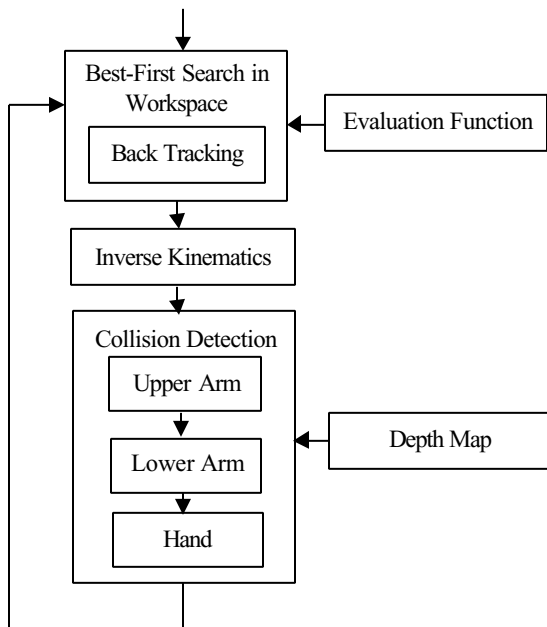 Best-First Search in
Workspace
Back Tracking
Evaluation Function
Inverse Kinematics
Collision Detection
Upper Arm
Lower Arm
Hand
Depth Map